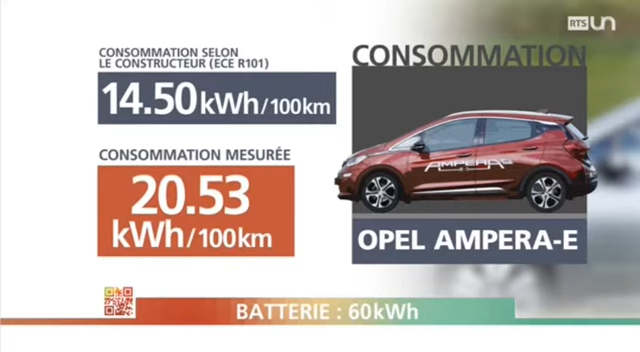 RTS UN
CONSOMMATION SELON
LE CONSTRUCTEUR (ECE R101)
14.50 kWh/100km
CONSOMMATION MESURÉE
20.53
kWh/100km
CONSOMMATION
AMPERA-e
OPEL AMPERA-E
BATTERIE : 60kWh